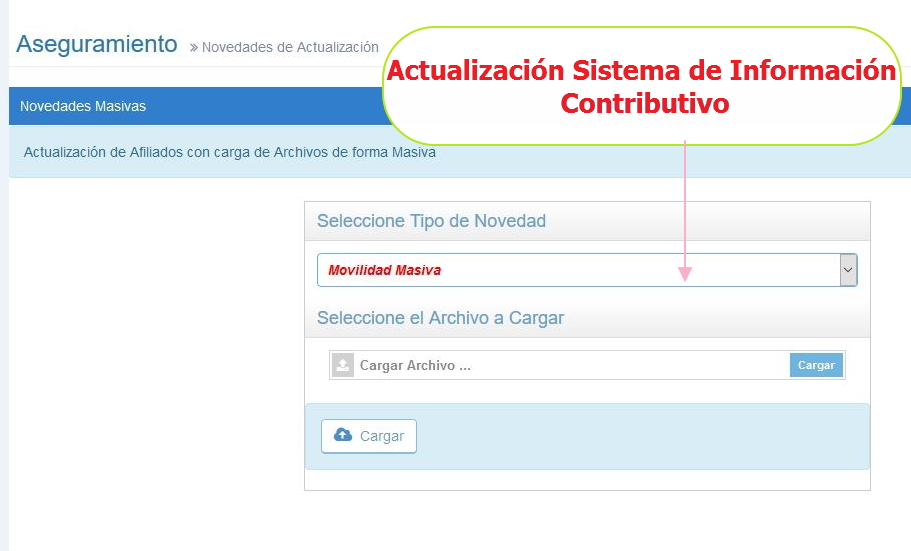 Aseguramiento » Novedades de Actualización
Actualización Sistema de Información
Contributivo
Novedades Masivas
Actualización de Afiliados con carga de Archivos de forma Masiva
Seleccione Tipo de Novedad
Movilidad Masiva
Seleccione el Archivo a Cargar
Cargar Archivo ... Cargar
Cargar